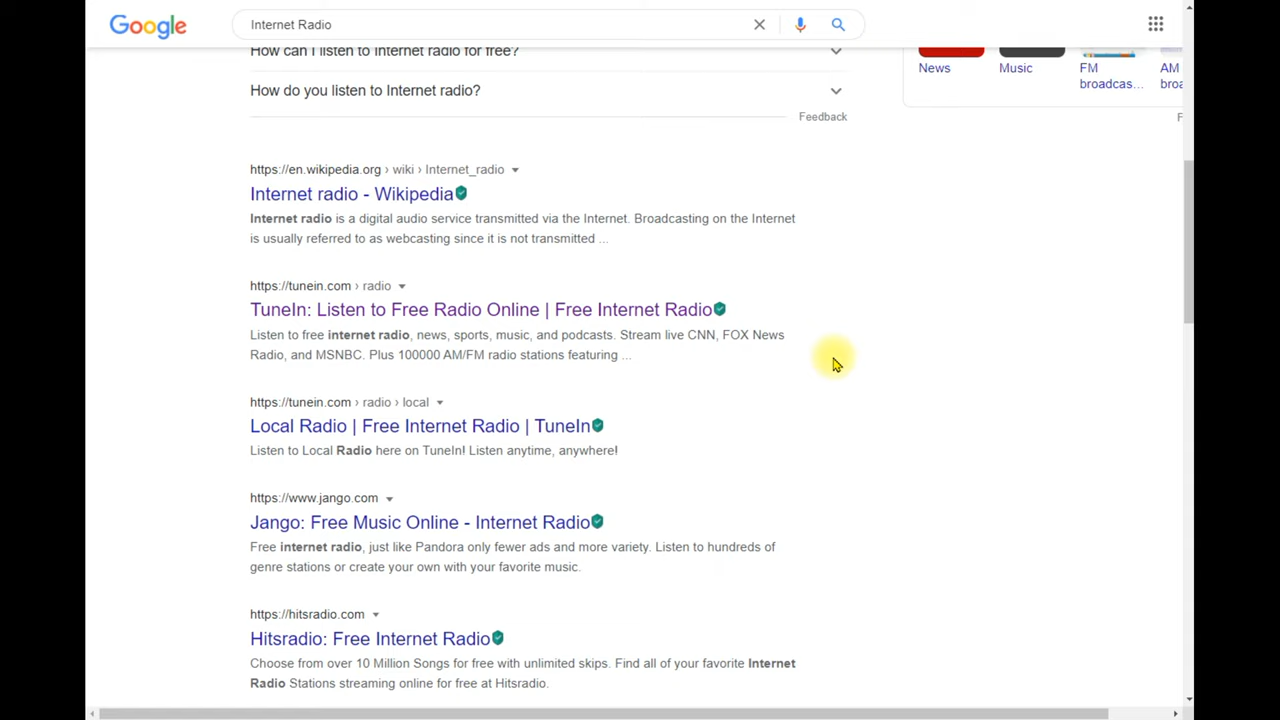 Google
Internet Radio
How can I listen to Internet radio for free?
How do you listen to Internet radio?
Feedback
News
Music
FM
broadcas...
AM
broa
F
https://en.wikipedia.org › wiki › Internet_radio
Internet radio - Wikipedia
Internet radio is a digital audio service transmitted via the Internet. Broadcasting on the Internet
is usually referred to as webcasting since it is not transmitted ...
https://tunein.com › radio
TuneIn: Listen to Free Radio Online | Free Internet Radio
Listen to free internet radio, news, sports, music, and podcasts. Stream live CNN, FOX News
Radio, and MSNBC. Plus 100000 AM/FM radio stations featuring ...
https://tunein.com › radio › local
Local Radio | Free Internet Radio | TuneIn
Listen to Local Radio here on TuneIn! Listen anytime, anywhere!
https://www.jango.com
Jango: Free Music Online - Internet Radio
Free internet radio, just like Pandora only fewer ads and more variety. Listen to hundreds of
genre stations or create your own with your favorite music.
https://hitsradio.com
Hitsradio: Free Internet Radio
Choose from over 10 Million Songs for free with unlimited skips. Find all of your favorite Internet
Radio Stations streaming online for free at Hitsradio.